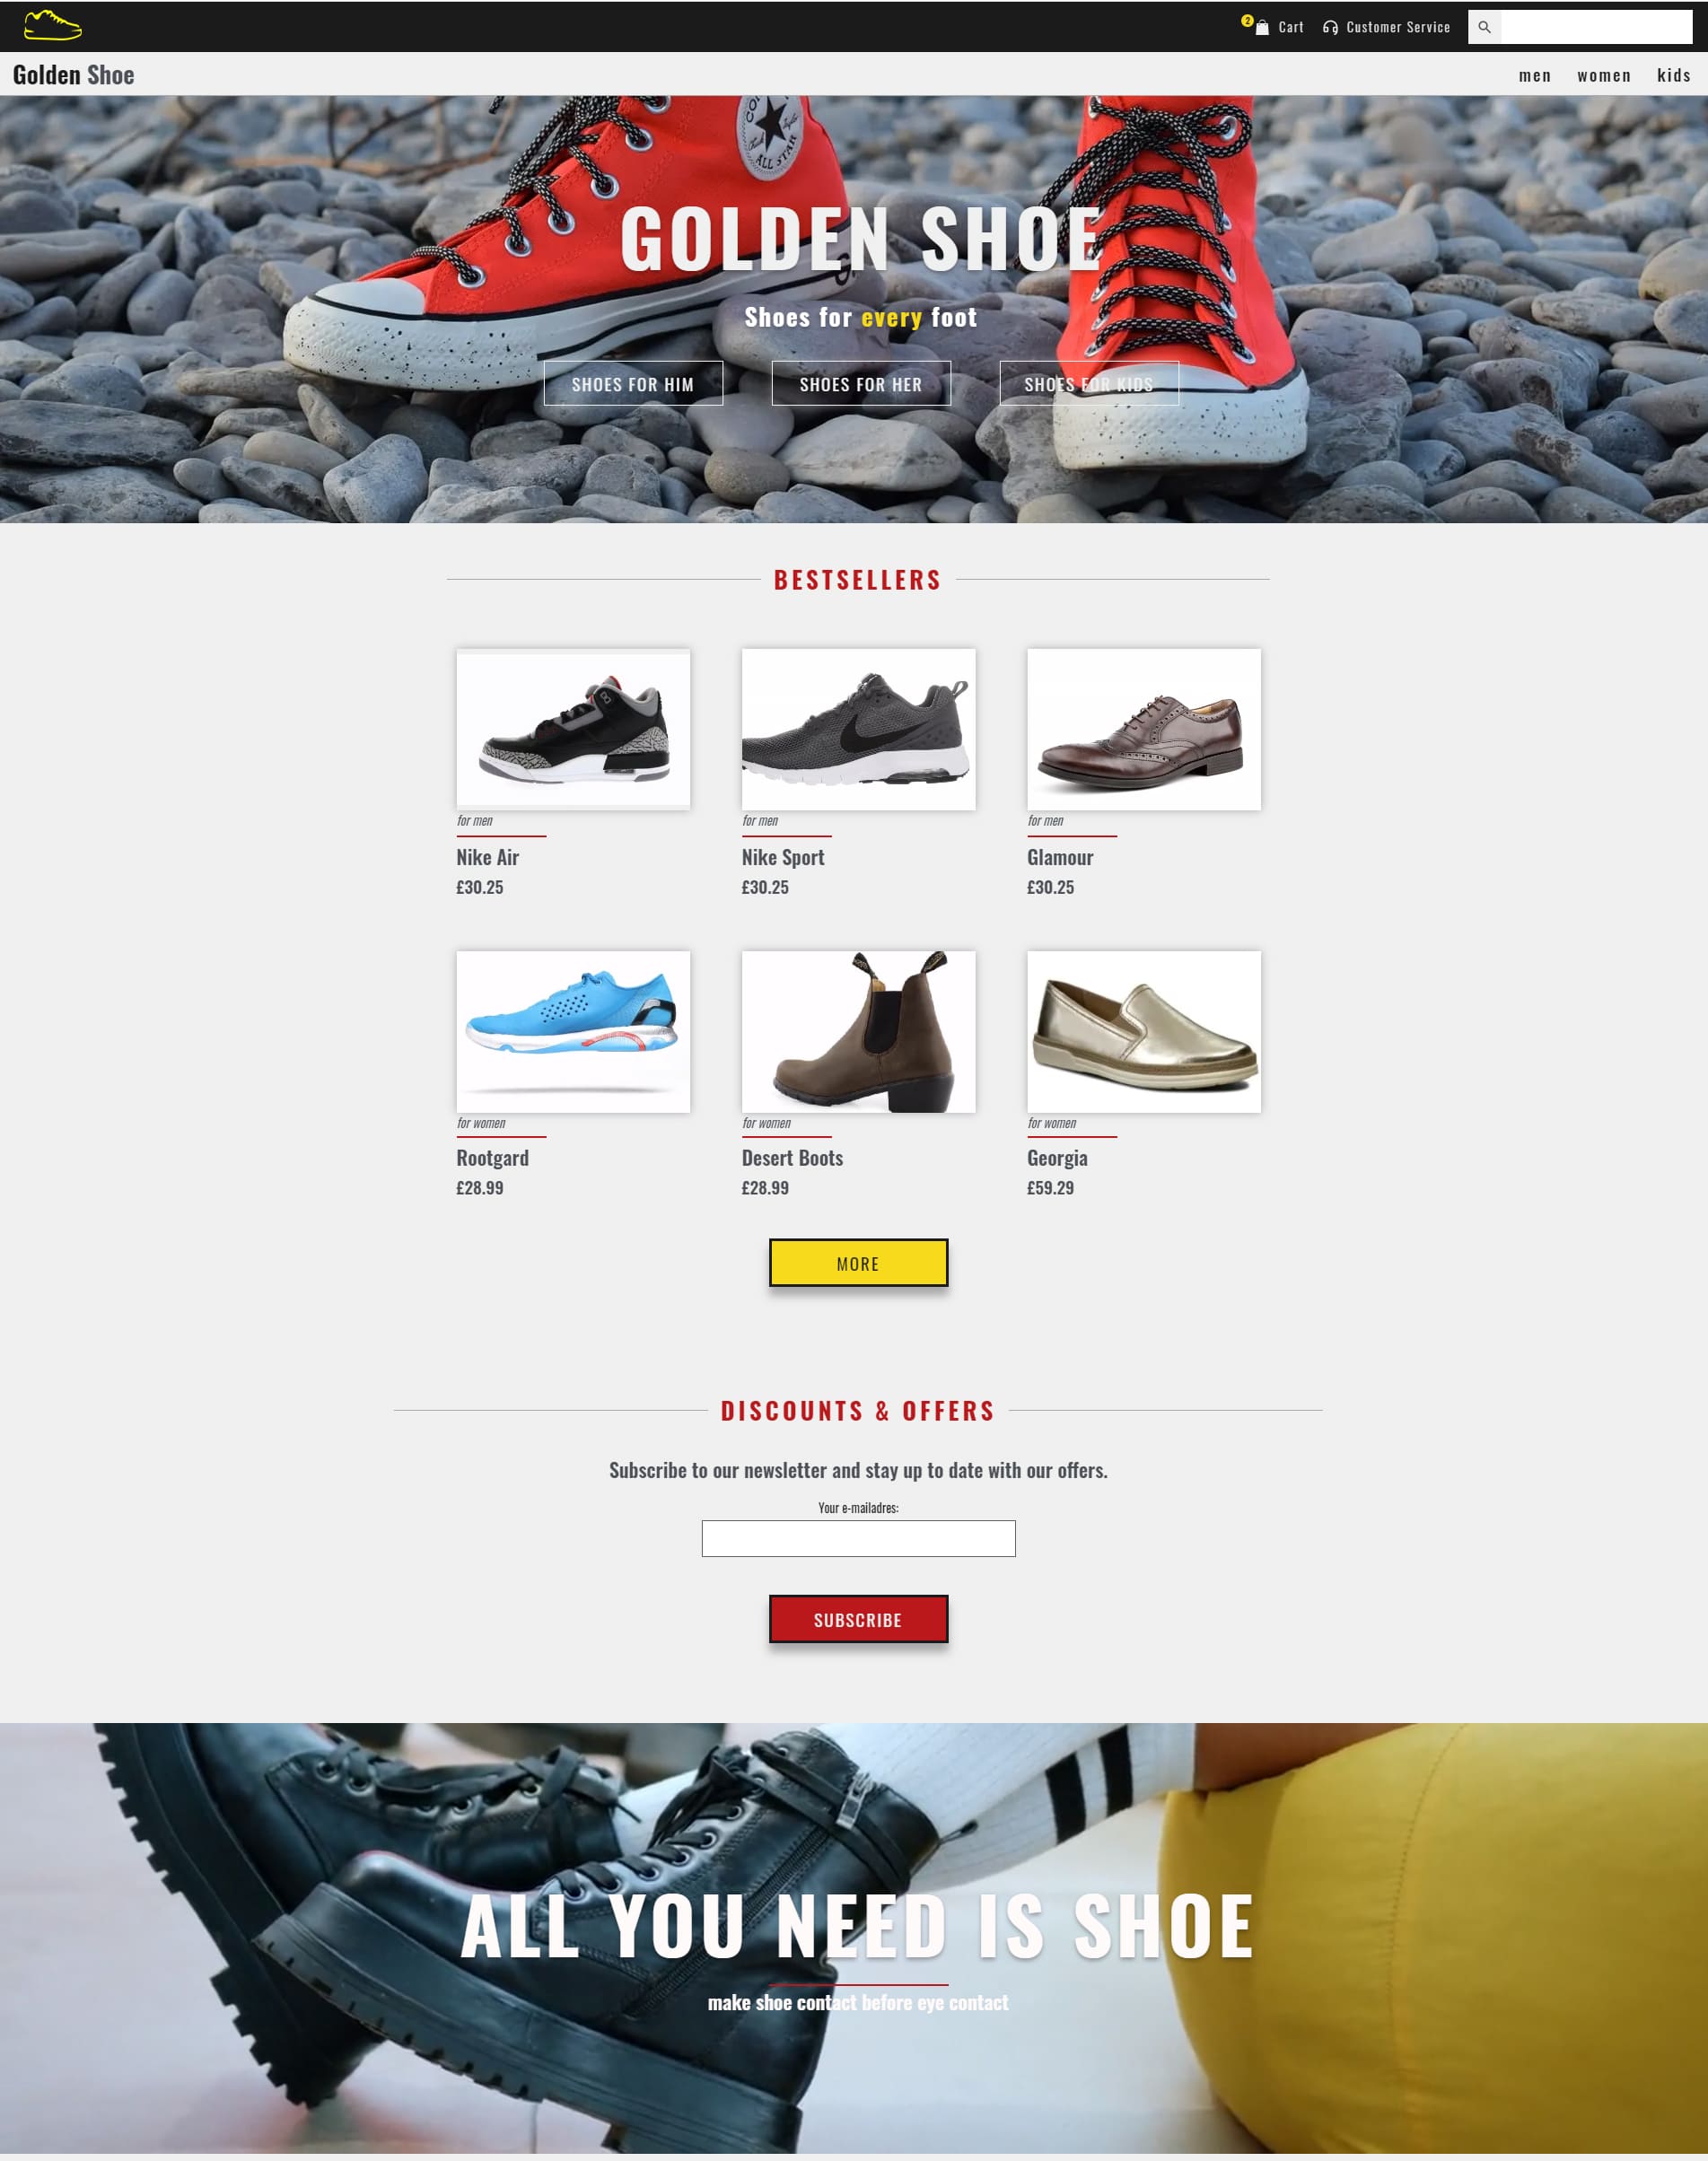 2 Cart Customer Service
Golden Shoe men women kids
CO
ALL STAR
GOLDEN SHOE
Shoes for every foot
SHOES FOR HIM SHOES FOR HER SHOES FOR KIDS
BESTSELLERS
for men for men for men
Nike Air Nike Sport Glamour
£30.25 £30.25 £30.25
for women for women for women
Rootgard Desert Boots Georgia
£28.99 £28.99 £59.29
MORE
DISCOUNTS & OFFERS
Subscribe to our newsletter and stay up to date with our offers.
Your e-mailadres:
SUBSCRIBE
ALL YOU NEED IS SHOE
make shoe contact before eye contact